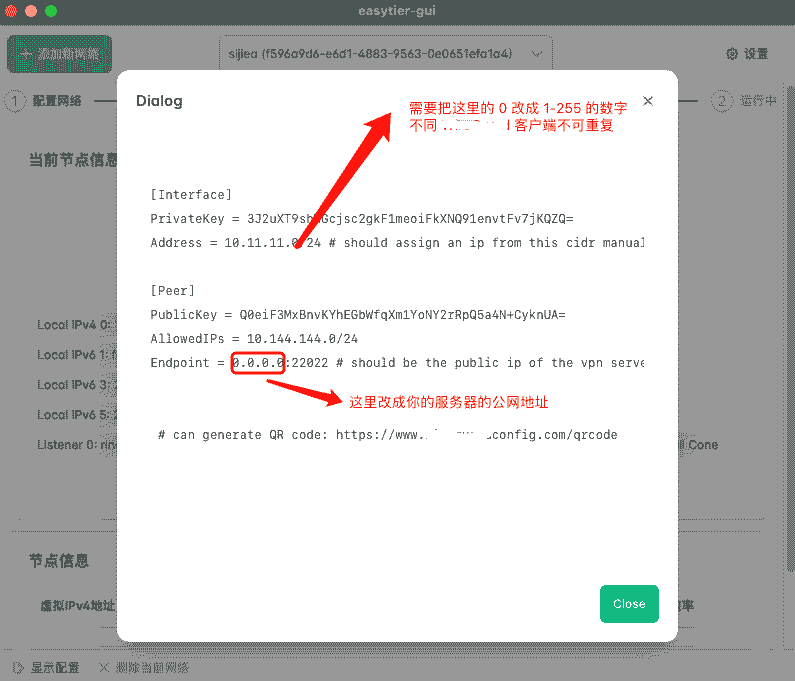 easytier-gui
添加新网络
sijiea (f596a9d6-e6d1-4883-9563-0e0651efa1a4)
设置
1 配置网络
2 运行中
Dialog
需要把这里的 0 改成 1-255 的数字
不同 客户端不可重复
当前节点信息
[Interface]
PrivateKey =
Address = 10.11.11.0/24 # should assign an ip from this cidr manual
[Peer]
PublicKey = Q0eiF3MxBnvKYhEGbWfqXm1YoNY2rRpQ5a4N+CyknUA=
AllowedIPs = 10.144.144.0/24
Endpoint = 0.0.0.0:22022 # should be the public ip of the vpn serve
这里改成你的服务器的公网地址
# can generate QR code: https://www. config.com/qrcode
Local IPv4 0:
Local IPv6 1:
Local IPv6 3:
Local IPv6 5:
Listener 0:
Cone
节点信息
虚拟IPv4地址
率
Close
显示配置
删除当前网络